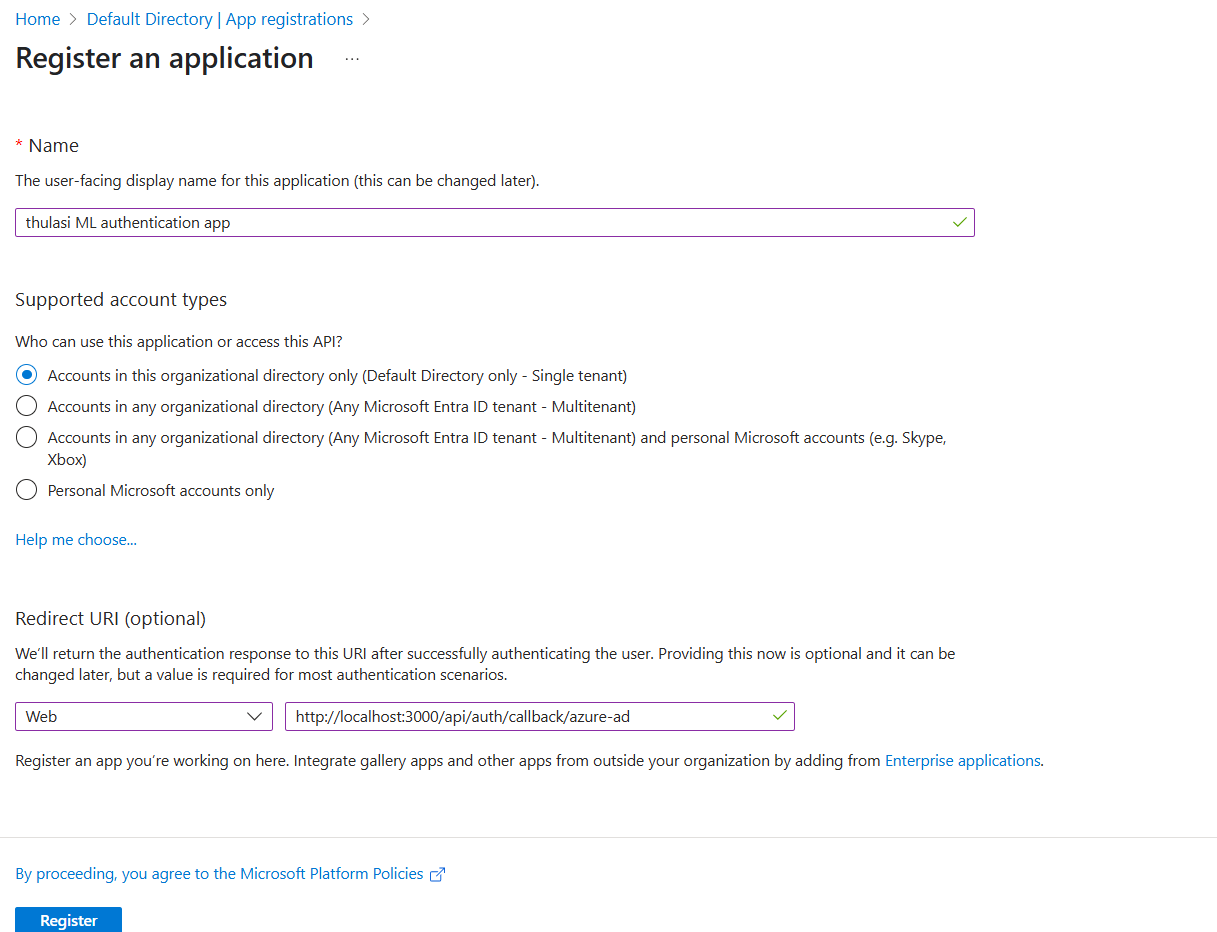 Home > Default Directory | App registrations >
Register an application ...
* Name
The user-facing display name for this application (this can be changed later).
thulasi ML authentication app
Supported account types
Who can use this application or access this API?
Accounts in this organizational directory only (Default Directory only - Single tenant)
Accounts in any organizational directory (Any Microsoft Entra ID tenant - Multitenant)
Accounts in any organizational directory (Any Microsoft Entra ID tenant - Multitenant) and personal Microsoft accounts (e.g. Skype,
Xbox)
Personal Microsoft accounts only
Help me choose...
Redirect URI (optional)
We’ll return the authentication response to this URI after successfully authenticating the user. Providing this now is optional and it can be
changed later, but a value is required for most authentication scenarios.
Web http://localhost:3000/api/auth/callback/azure-ad
Register an app you’re working on here. Integrate gallery apps and other apps from outside your organization by adding from Enterprise applications.
By proceeding, you agree to the Microsoft Platform Policies
Register